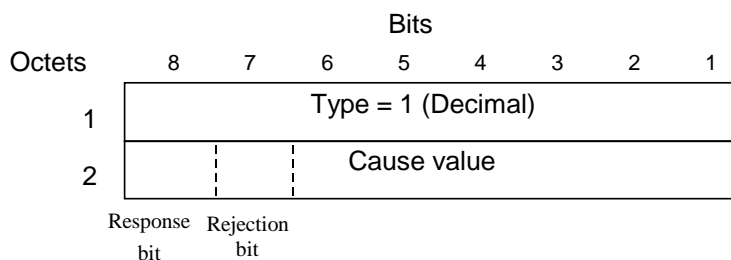 Bits
Octets 8 7 6 5 4 3 2 1
1 Type = 1 (Decimal)
2 Cause value
Response bit
Rejection bit